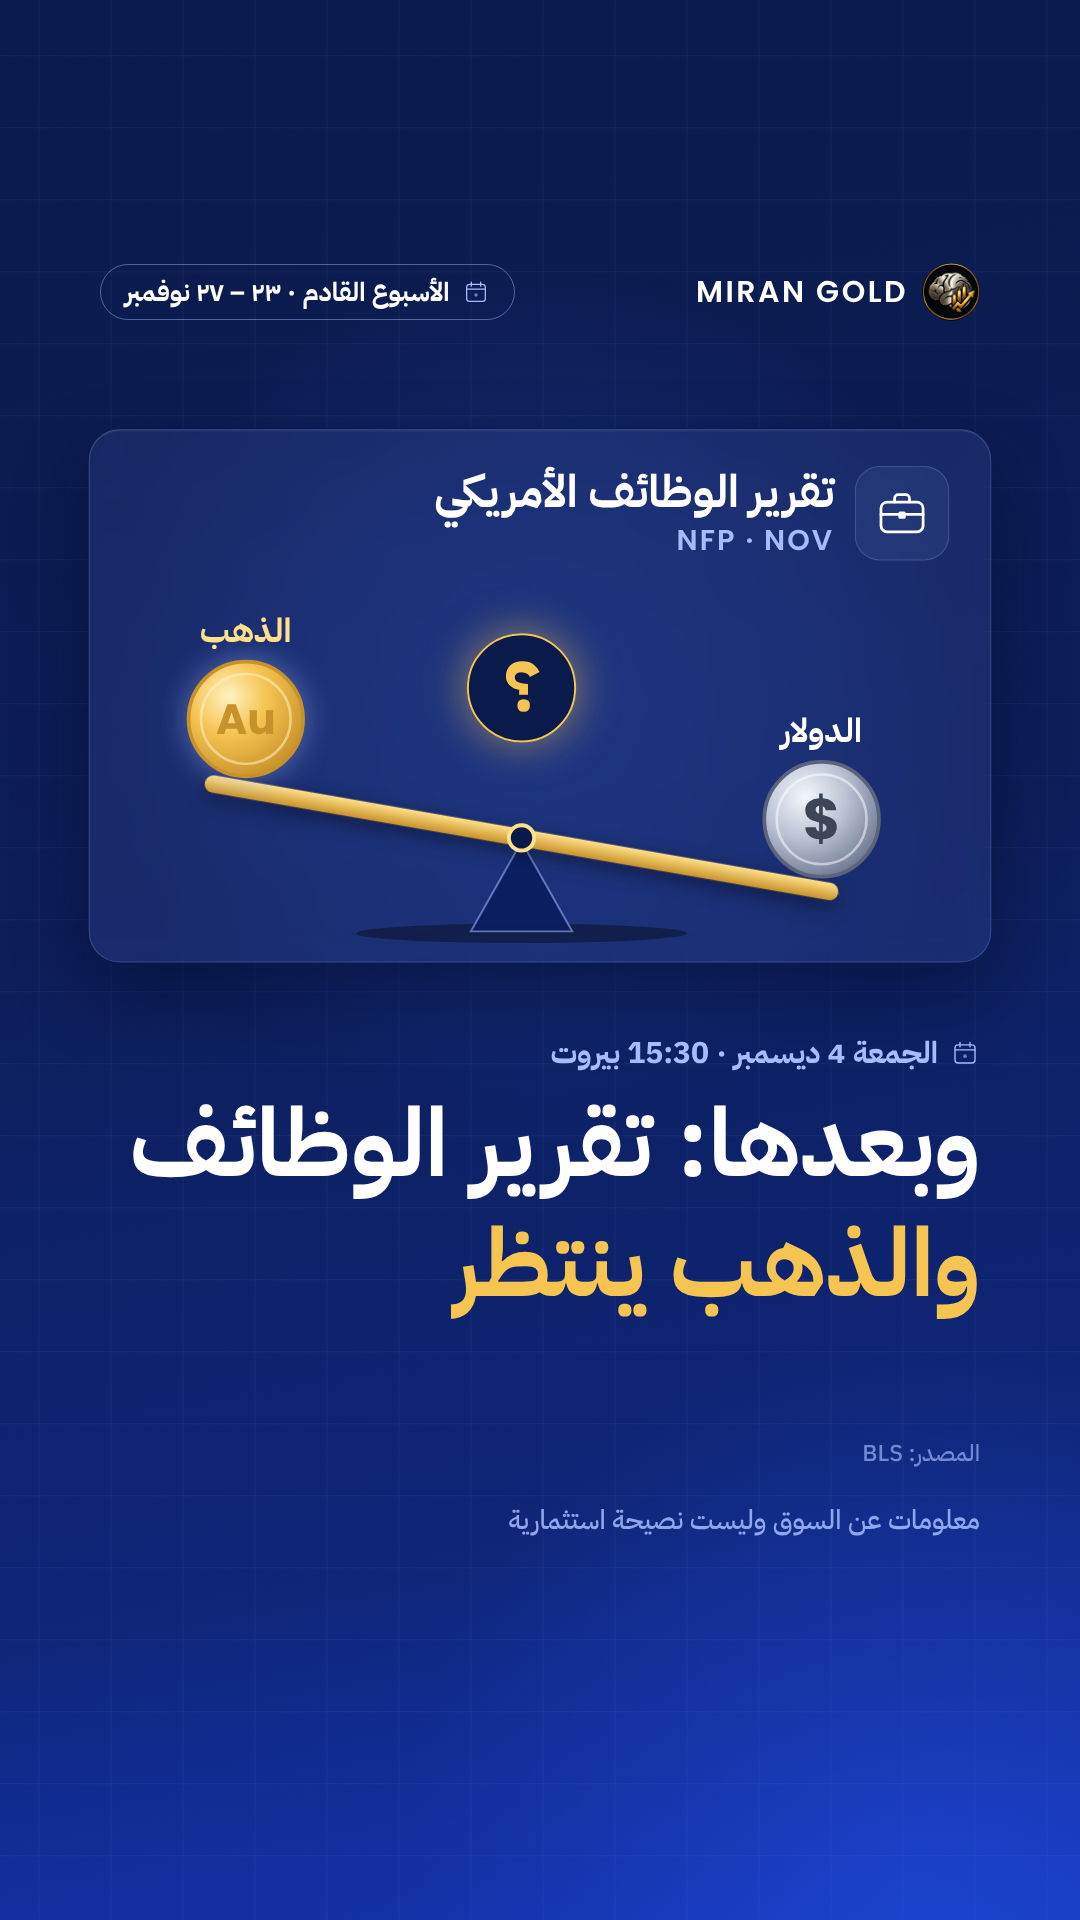 MIRAN GOLD
الأسبوع القادم · ٢٣ – ٢٧ نوفمبر
تقرير الوظائف الأمريكي
NFP · NOV
الذهب
؟
Au
الدولار
$
الجمعة 4 ديسمبر · 15:30 بيروت
وبعدها: تقرير الوظائف
والذهب ينتظر
المصدر: BLS
معلومات عن السوق وليست نصيحة استثمارية